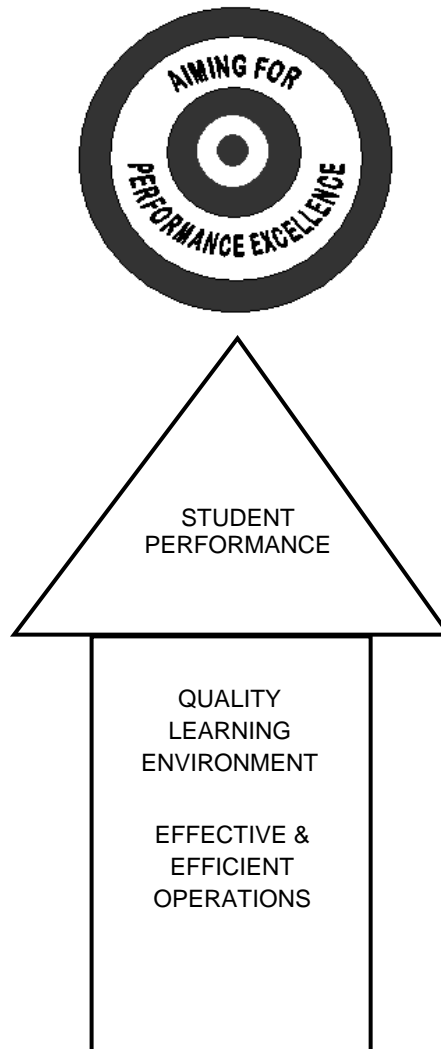 AIMING FOR
PERFORMANCE EXCELLENCE
STUDENT
PERFORMANCE
QUALITY
LEARNING
ENVIRONMENT
EFFECTIVE &
EFFICIENT
OPERATIONS